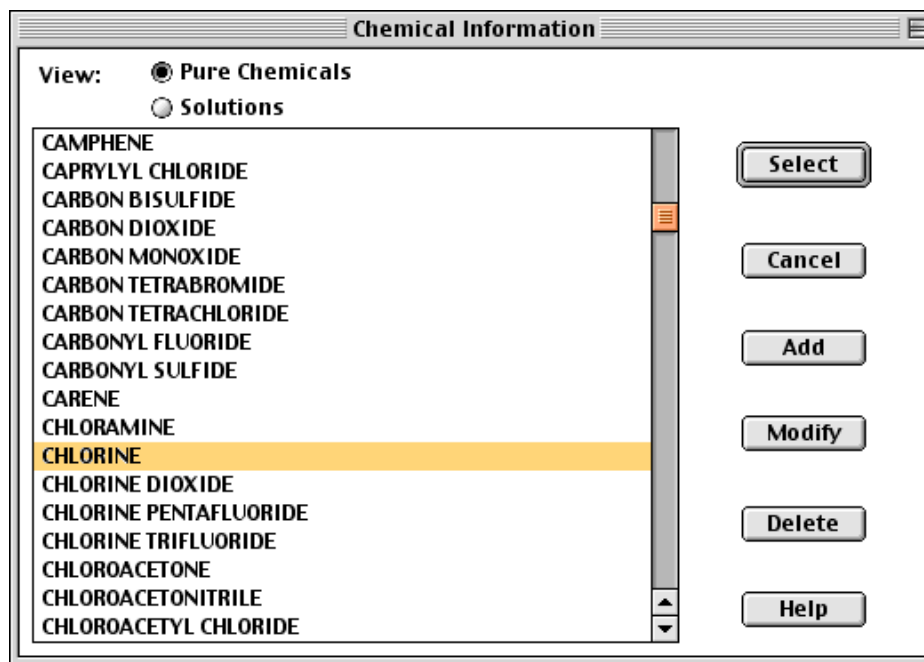 Chemical Information
View:
Pure Chemicals
Solutions
CAMPHENE
CAPRYLYL CHLORIDE
CARBON BISULFIDE
CARBON DIOXIDE
CARBON MONOXIDE
CARBON TETRABROMIDE
CARBON TETRACHLORIDE
CARBONYL FLUORIDE
CARBONYL SULFIDE
CARENE
CHLORAMINE
CHLORINE
CHLORINE DIOXIDE
CHLORINE PENTAFLUORIDE
CHLORINE TRIFLUORIDE
CHLOROACETONE
CHLOROACETONITRILE
CHLOROACETYL CHLORIDE
Select
Cancel
Add
Modify
Delete
Help